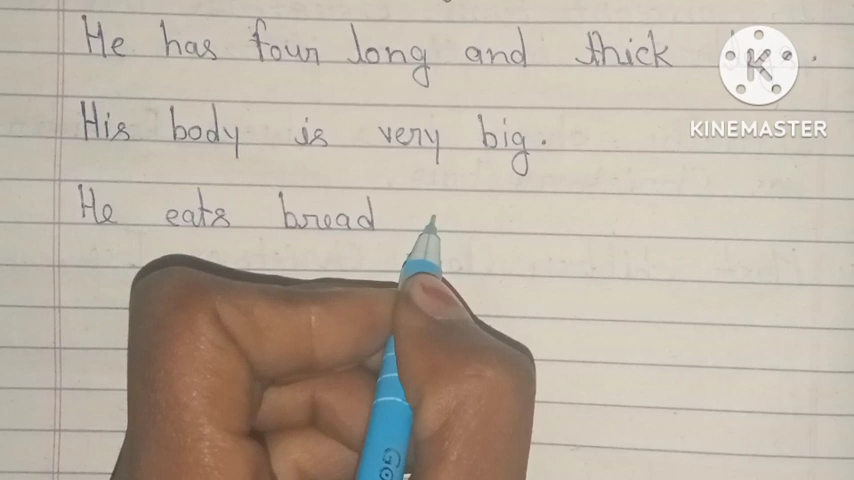 He has four long and thick
KINEMASTER
His body is very big.
He eats bread